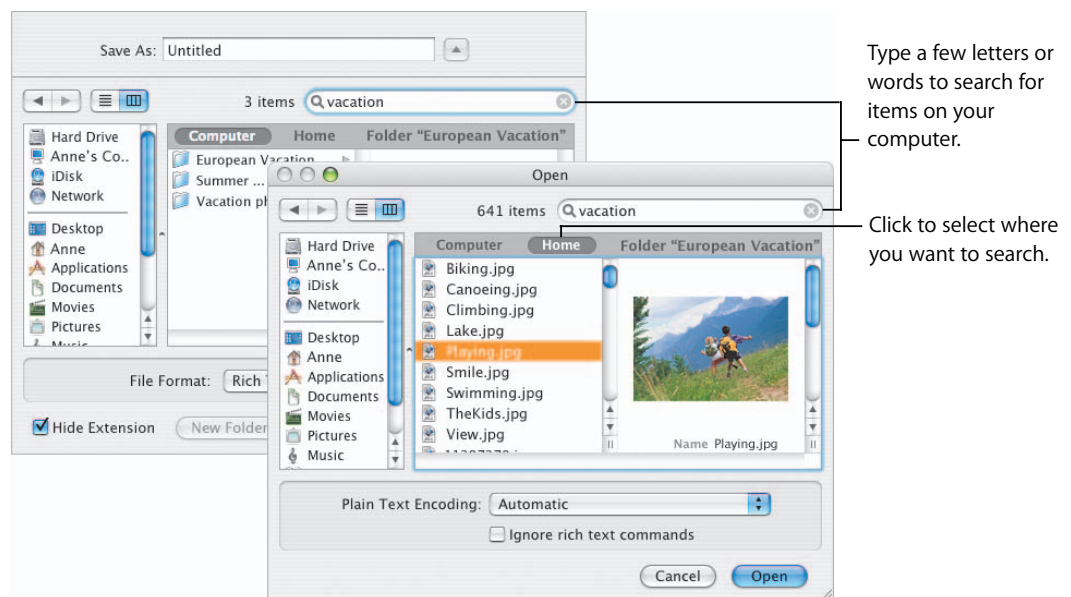 Save As: Untitled
3 items vacation
Hard Drive
Anne's Co..
iDisk
Network
Desktop
Anne
Applications
Documents
Movies
Pictures
Music
Computer Home Folder "European Vacation"
European Vacation
Summer ...
Vacation
File Format: Rich
Hide Extension New Folder
Open
641 items vacation
Hard Drive
Anne's Co..
iDisk
Network
Desktop
Anne
Applications
Documents
Movies
Pictures
Music
Computer Home Folder "European Vacation"
Biking.jpg
Canoeing.jpg
Climbing.jpg
Lake.jpg
Playing.jpg
Smile.jpg
Swimming.jpg
TheKids.jpg
View.jpg
Name Playing.jpg
Plain Text Encoding: Automatic
Ignore rich text commands
Cancel Open
Type a few letters or
words to search for
items on your
computer.
Click to select where
you want to search.